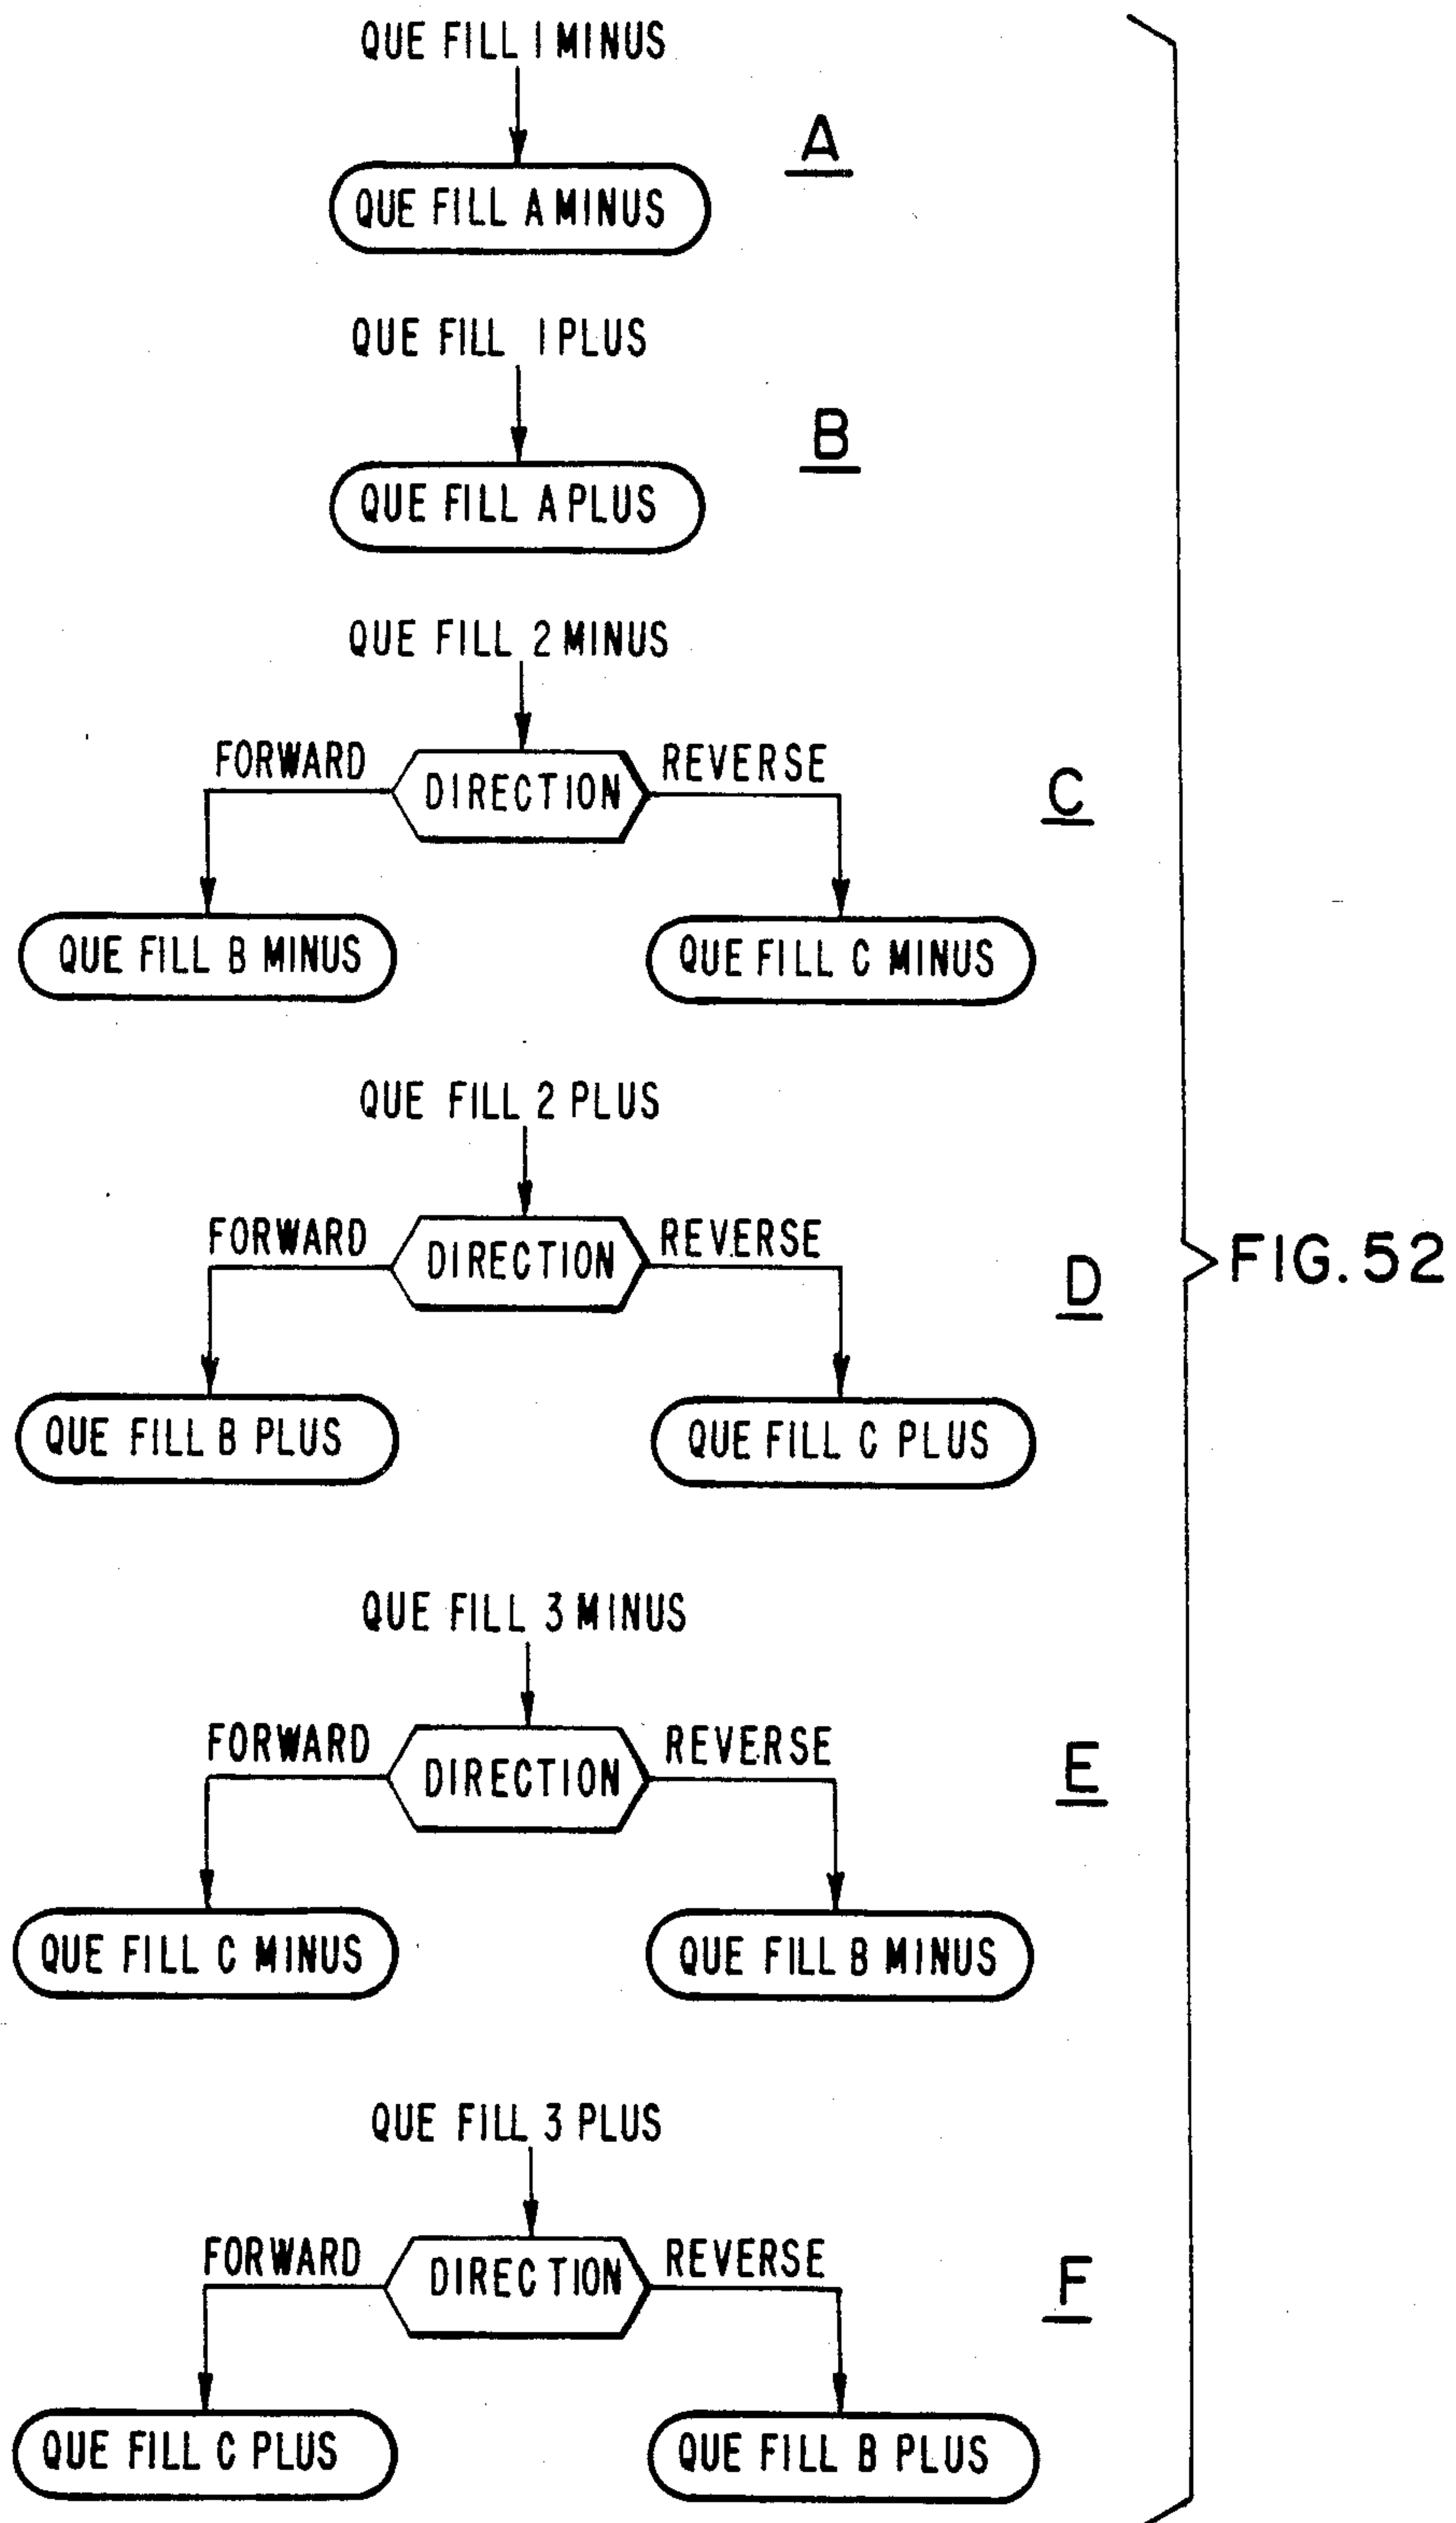 QUE FILL 1 MINUS
A
QUE FILL A MINUS
QUE FILL 1 PLUS
B
QUE FILL A PLUS
QUE FILL 2 MINUS
FORWARD DIRECTION REVERSE
C
QUE FILL B MINUS QUE FILL C MINUS
QUE FILL 2 PLUS
FORWARD DIRECTION REVERSE
D
FIG. 52
QUE FILL B PLUS QUE FILL C PLUS
QUE FILL 3 MINUS
FORWARD DIRECTION REVERSE
E
QUE FILL C MINUS QUE FILL B MINUS
QUE FILL 3 PLUS
FORWARD DIRECTION REVERSE
F
QUE FILL C PLUS QUE FILL B PLUS